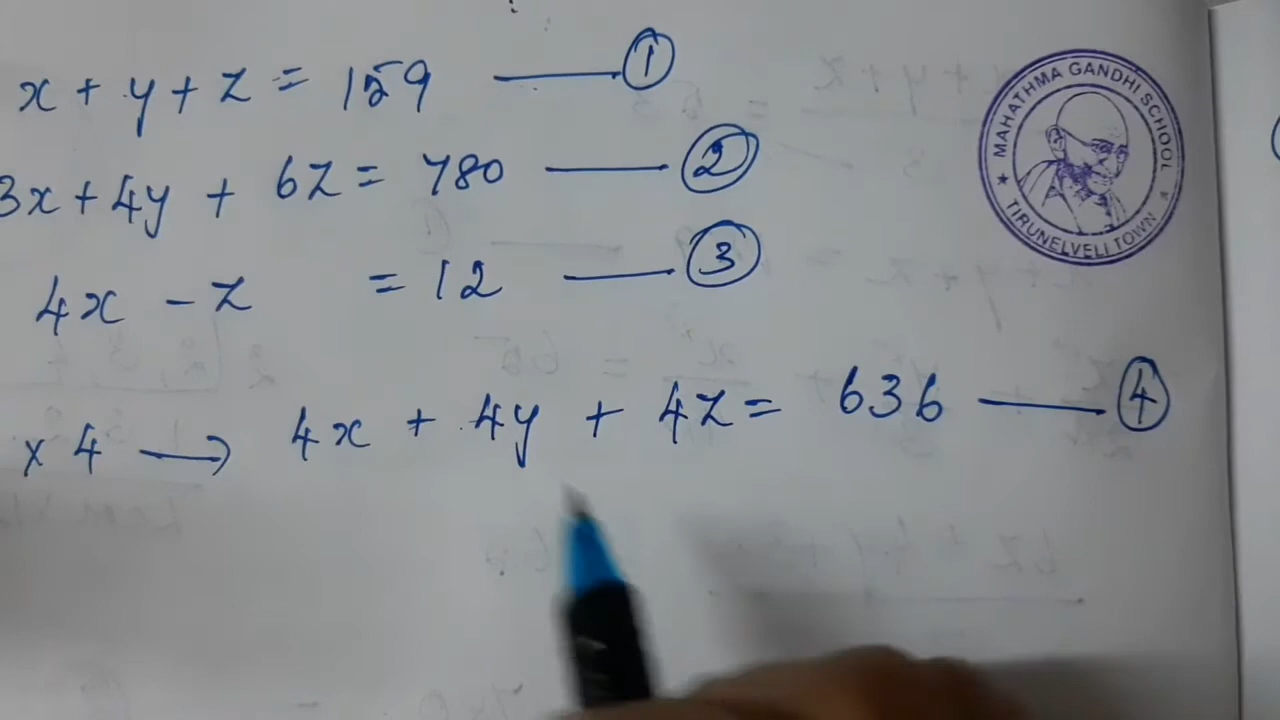 x + y + z = 159 —— ①
3x + 4y + 6z = 780 —— ②
4x - z = 12 —— ③
x 4 → 4x + 4y + 4z = 636 —— ④
MAHATHMA GANDHI SCHOOL
★ TIRUNELVELI TOWN ★